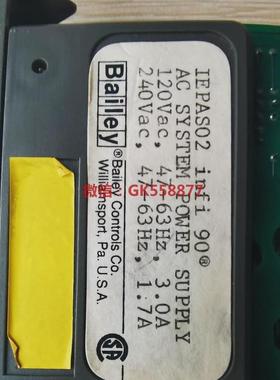 IEPAS02 infi 90®
AC SYSTEM POWER SUPPLY
120Vac, 47-63Hz, 3.0A
240Vac, 47-63Hz, 1.7A
Bailey
®Bailey Controls Co.
Williamsport, Pa. U.S.A.
SA
微信：GK558877